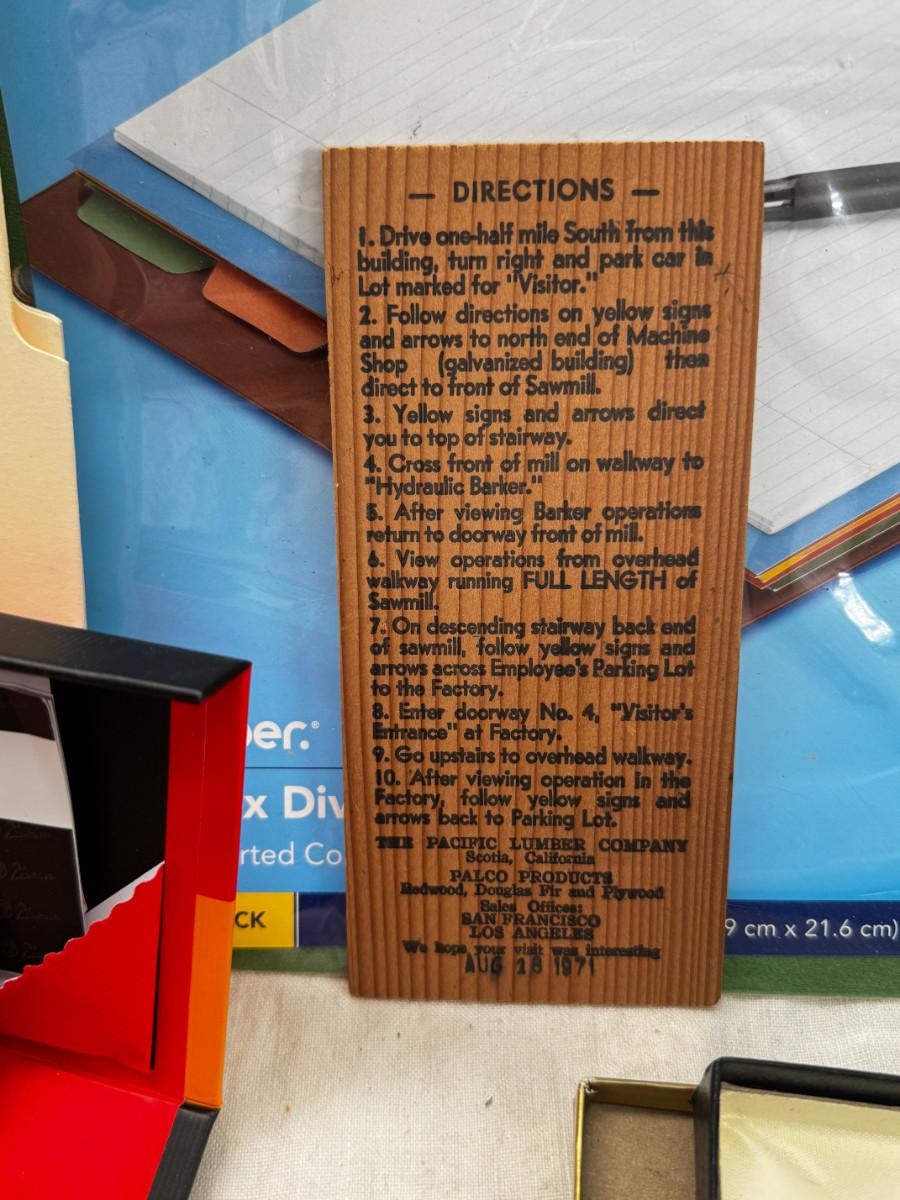 — DIRECTIONS —
1. Drive one-half mile South from this
building, turn right and park car in
Lot marked for "Visitor."
2. Follow directions on yellow signs
and arrows to north end of Machine
Shop (galvanized building) then
direct to front of Sawmill.
3. Yellow signs and arrows direct
you to top of stairway.
4. Cross front of mill on walkway to
"Hydraulic Barker."
5. After viewing Barker operations
return to doorway front of mill.
6. View operations from overhead
walkway running FULL LENGTH of
Sawmill.
7. On descending stairway back end
of sawmill, follow yellow signs and
arrows across Employee's Parking Lot
to the Factory.
8. Enter doorway No. 4, "Visitor's
Entrance" at Factory.
9. Go upstairs to overhead walkway.
10. After viewing operation in the
Factory, follow yellow signs and
arrows back to Parking Lot.
THE PACIFIC LUMBER COMPANY
Scotia, California
PALCO PRODUCTS
Redwood, Douglas Fir and Plywood
Sales Offices:
SAN FRANCISCO
LOS ANGELES
We hope your visit was interesting
AUG 28 1971
per.®
x Div
rted Co
CK
9 cm x 21.6 cm)